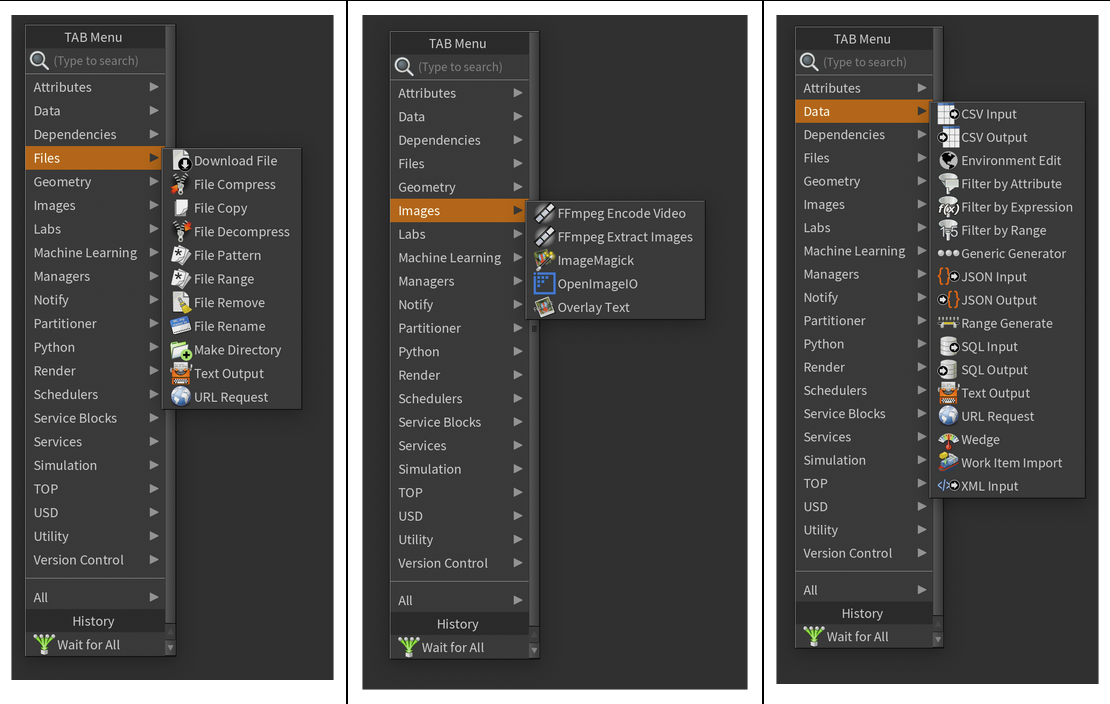 TAB Menu
(Type to search)
Attributes
Data
Dependencies
Files
Geometry
Images
Labs
Machine Learning
Managers
Notify
Partitioner
Python
Render
Schedulers
Service Blocks
Services
Simulation
TOP
USD
Utility
Version Control
All
History
Wait for All
Download File
File Compress
File Copy
File Decompress
File Pattern
File Range
File Remove
File Rename
Make Directory
Text Output
URL Request
TAB Menu
(Type to search)
Attributes
Data
Dependencies
Files
Geometry
Images
Labs
Machine Learning
Managers
Notify
Partitioner
Python
Render
Schedulers
Service Blocks
Services
Simulation
TOP
USD
Utility
Version Control
All
History
Wait for All
FFmpeg Encode Video
FFmpeg Extract Images
ImageMagick
OpenImageIO
Overlay Text
TAB Menu
(Type to search)
Attributes
Data
Dependencies
Files
Geometry
Images
Labs
Machine Learning
Managers
Notify
Partitioner
Python
Render
Schedulers
Service Blocks
Services
Simulation
TOP
USD
Utility
Version Control
All
History
Wait for All
CSV Input
CSV Output
Environment Edit
Filter by Attribute
Filter by Expression
Filter by Range
Generic Generator
JSON Input
JSON Output
Range Generate
SQL Input
SQL Output
Text Output
URL Request
Wedge
Work Item Import
XML Input